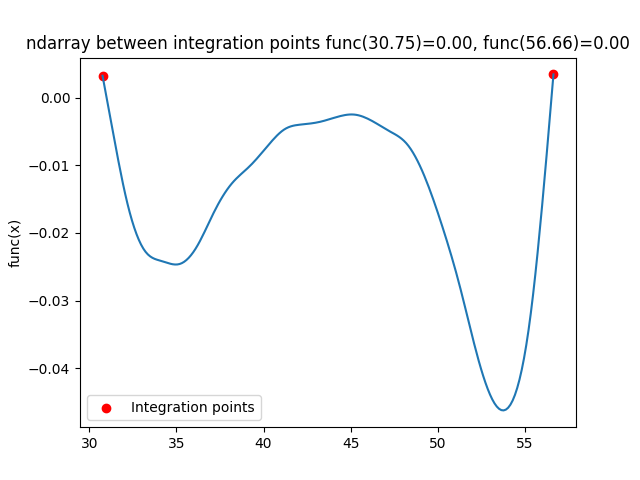 ndarray between integration points func(30.75)=0.00, func(56.66)=0.00
func(x)
0.00
−0.01
−0.02
−0.03
−0.04
Integration points
30 35 40 45 50 55